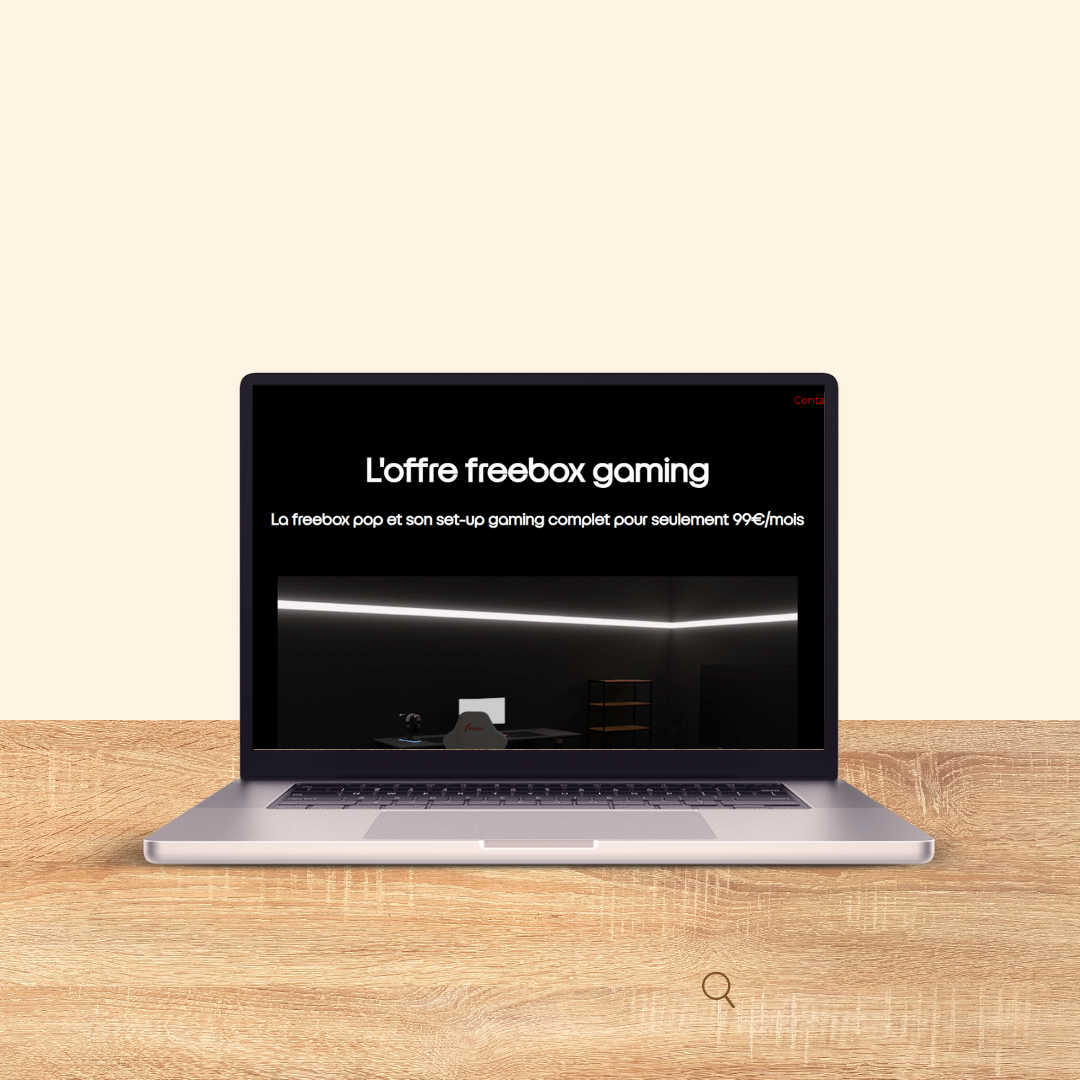 Conta
L'offre freebox gaming
La freebox pop et son set-up gaming complet pour seulement 99€/mois